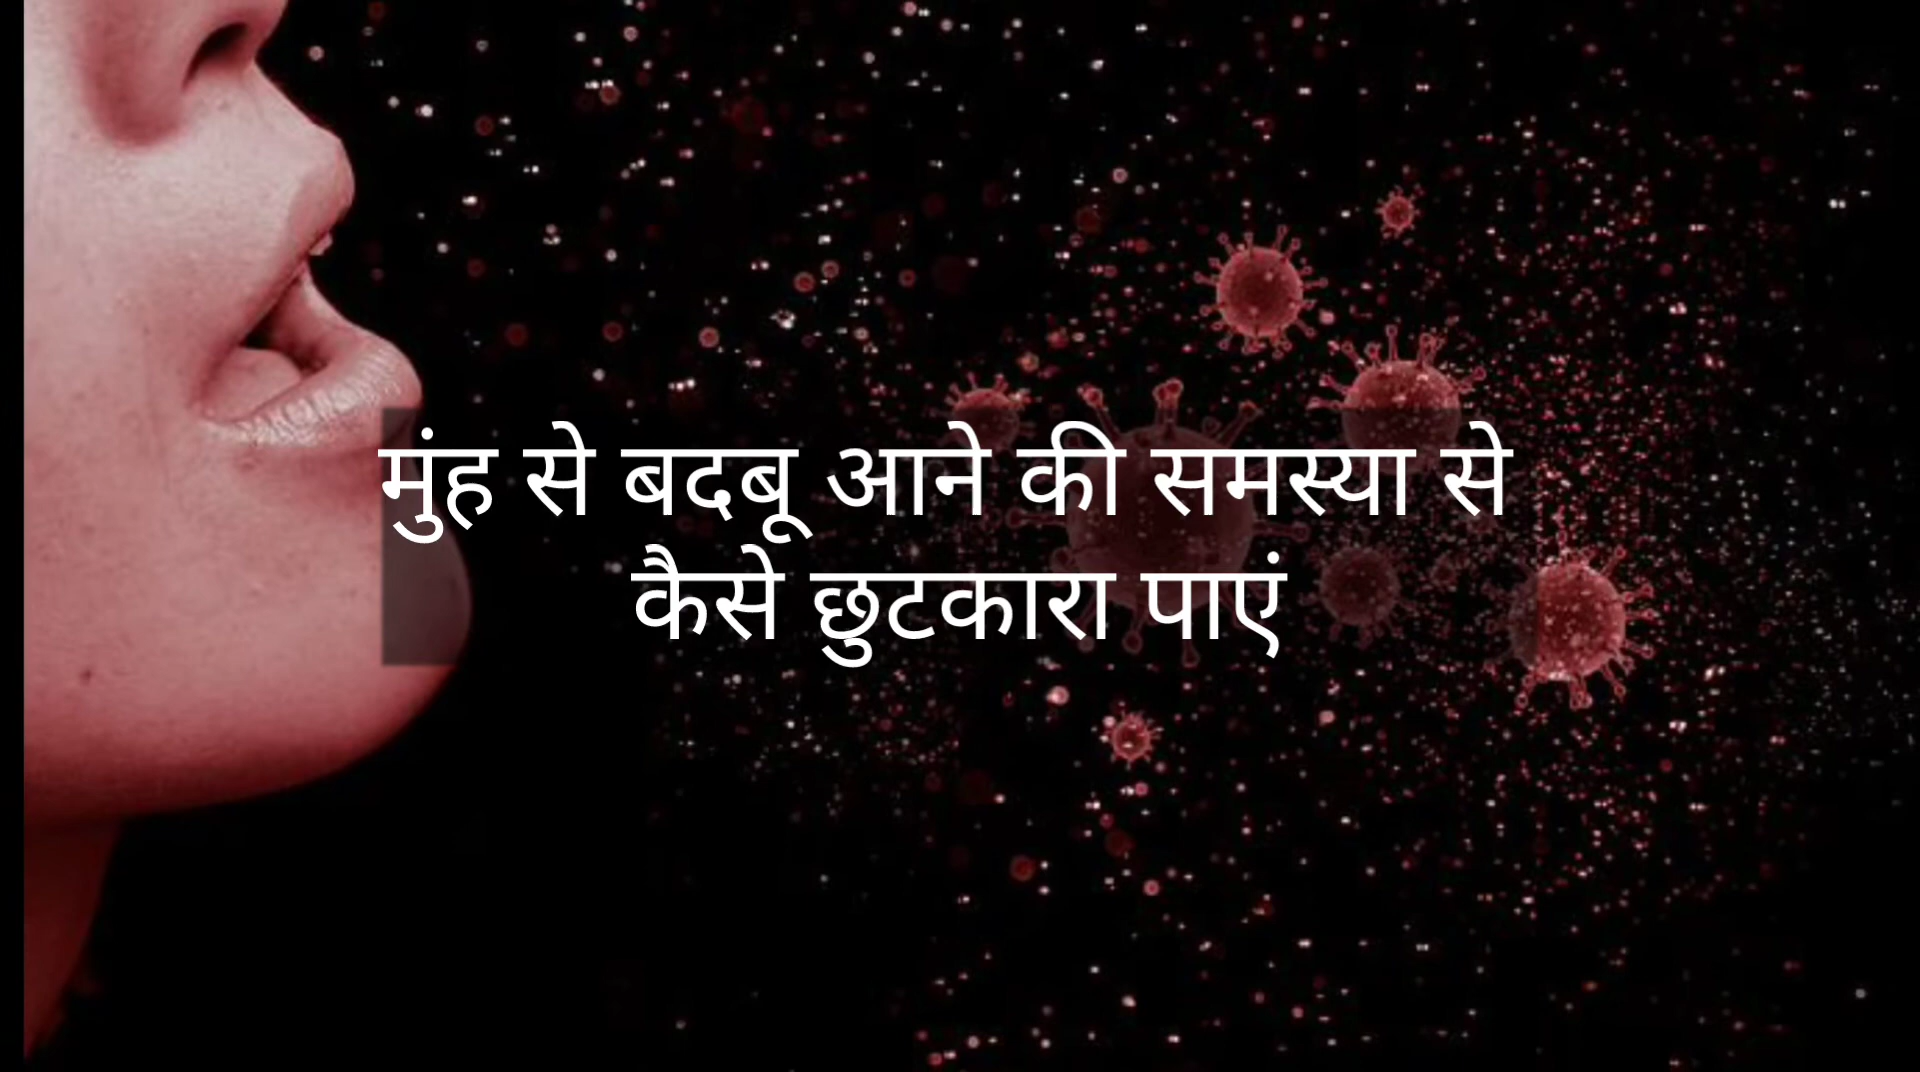 मुंह से बदबू आने की समस्या से
कैसे छुटकारा पाएं